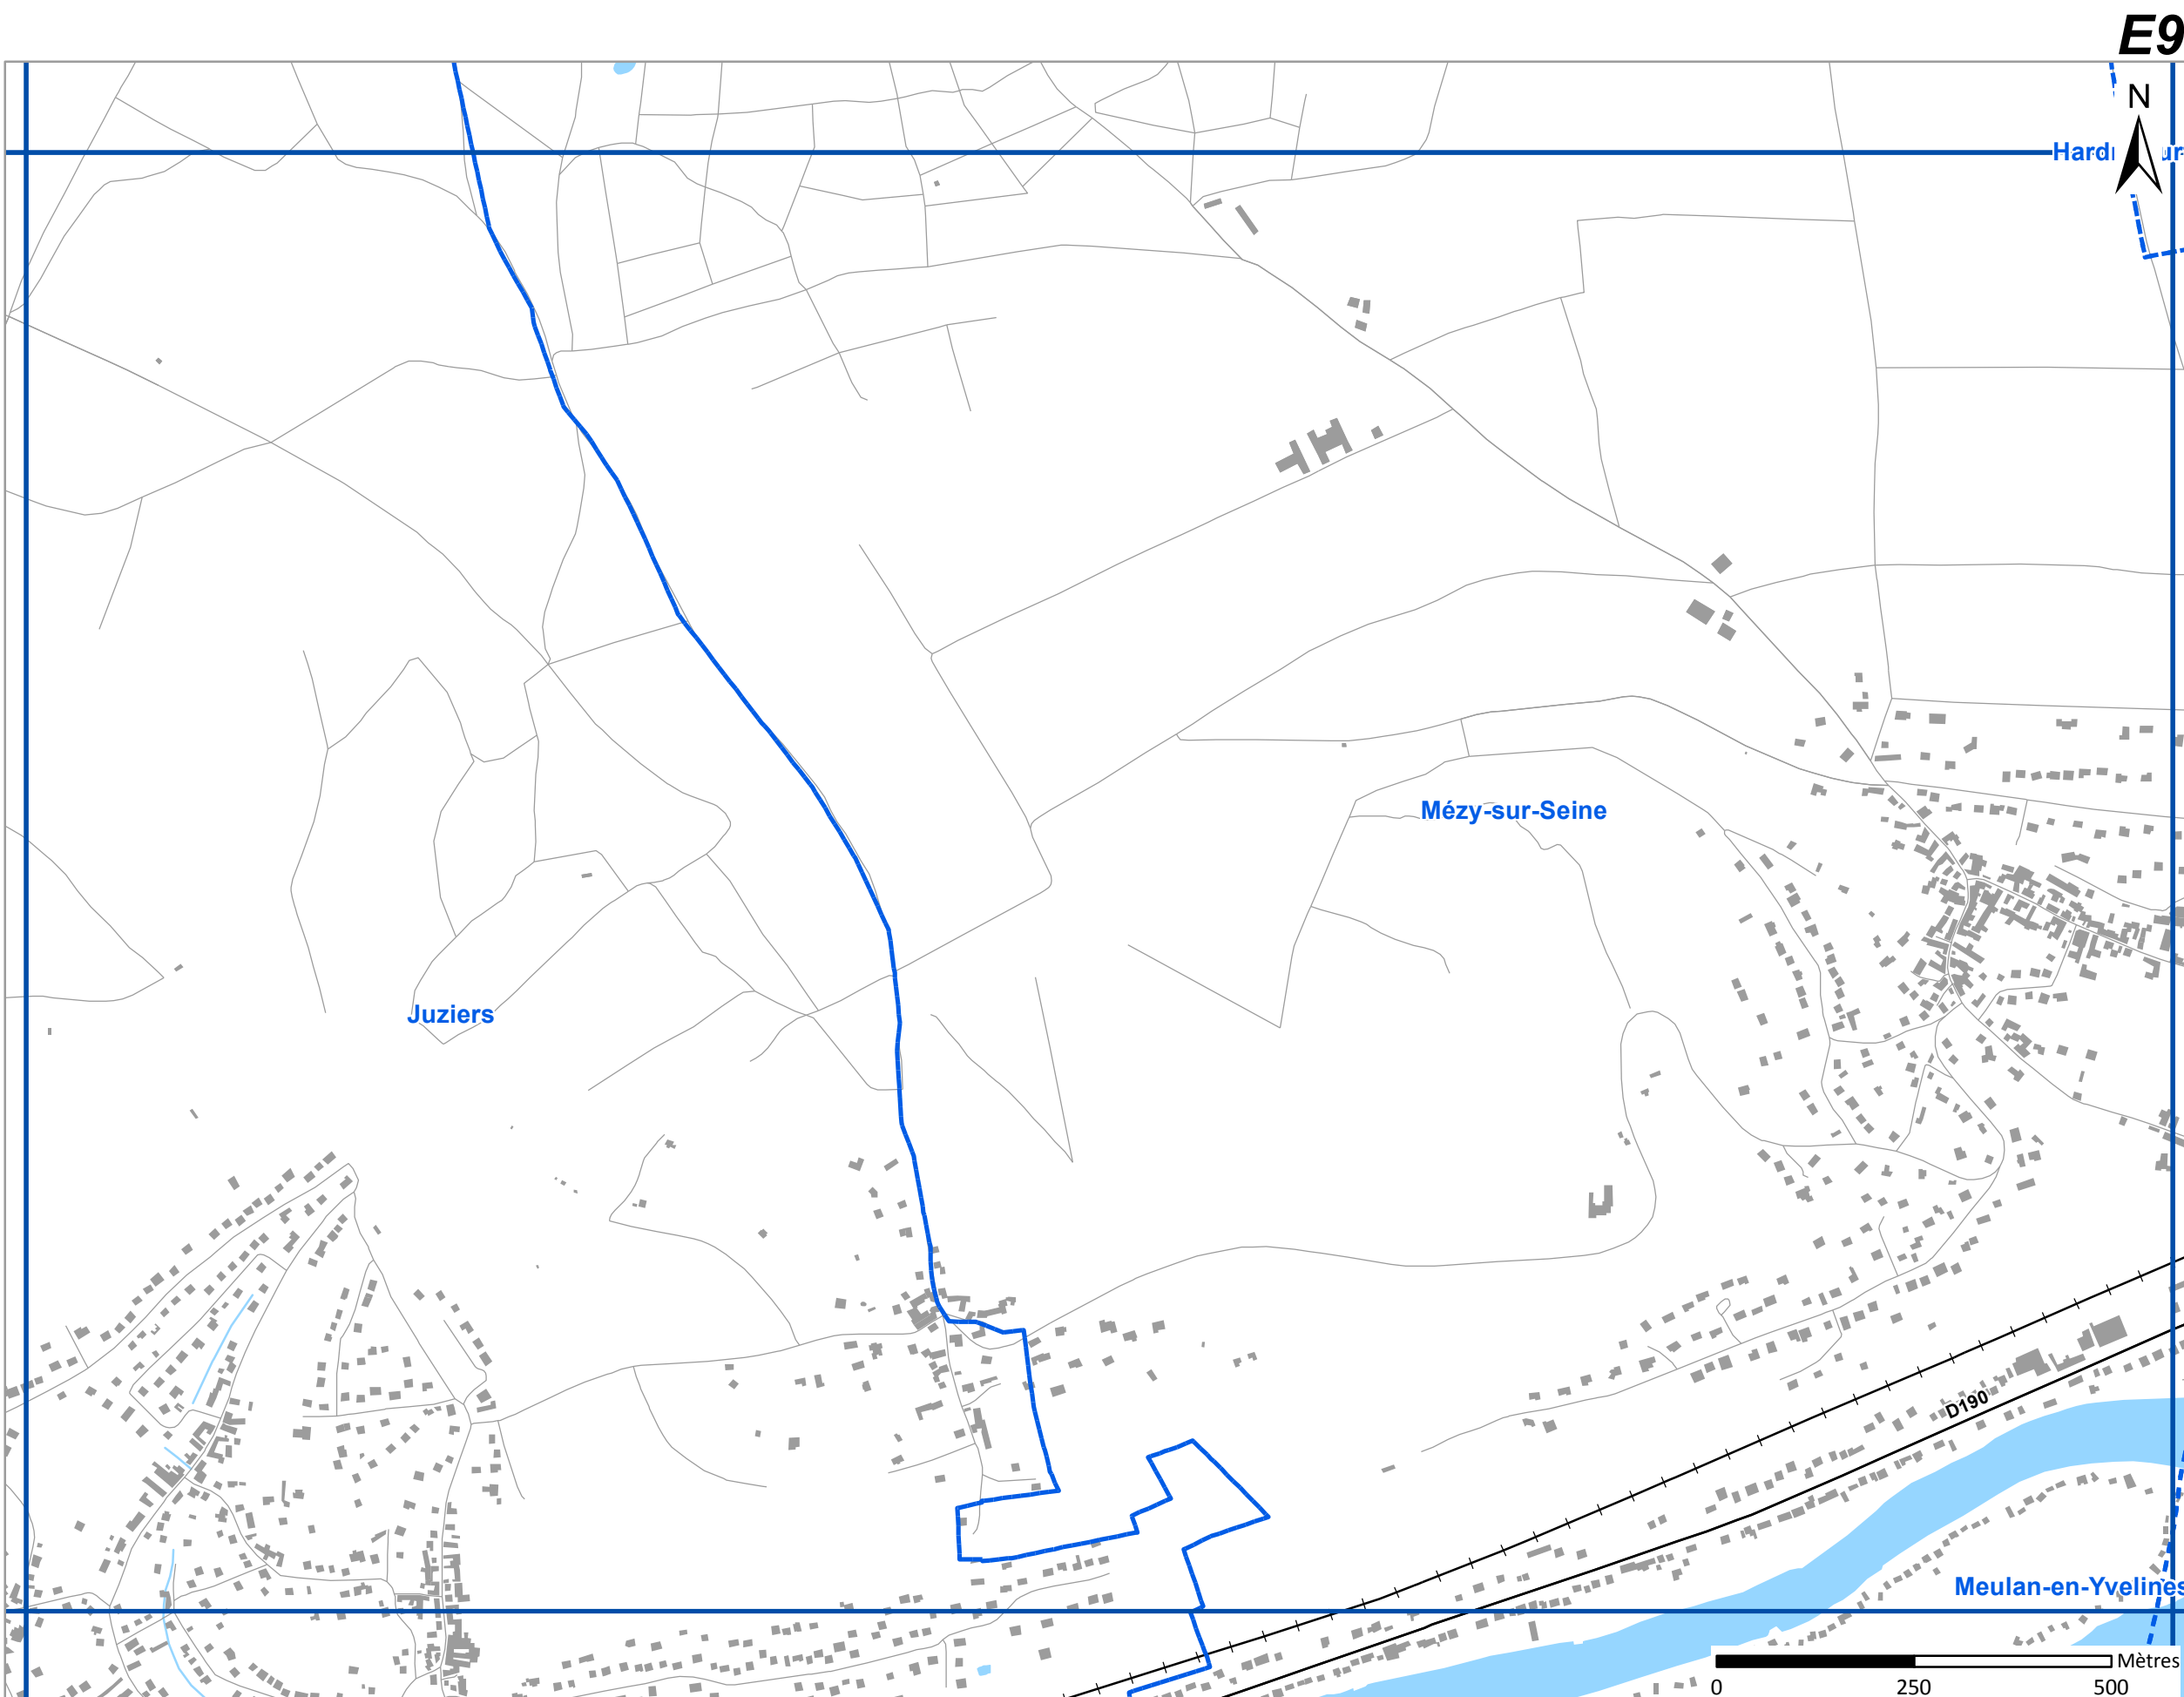 E9
N
Mézy-sur-Seine
Juziers
D190
Meulan-en-Yvelines
Mètres
0 250 500